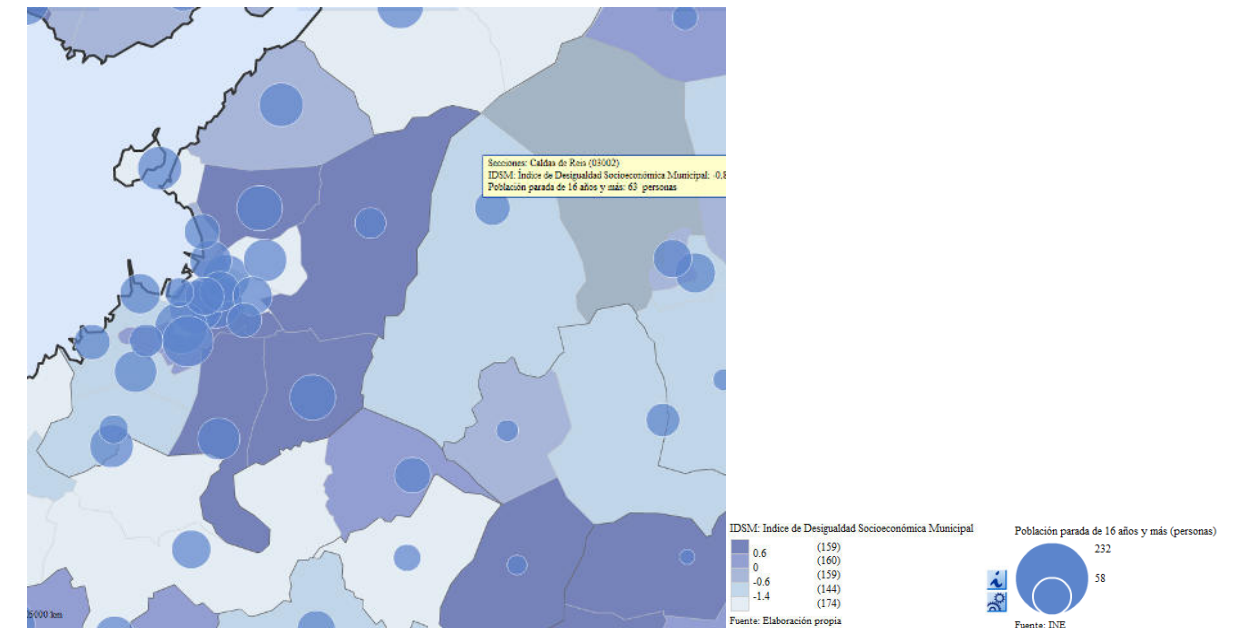 Secciones: Caldas de Reis (03002)
IDSM: Índice de Desigualdad Socioeconómica Municipal: -0.8
Población parada de 16 años y más: 63 personas
IDSM: Índice de Desigualdad Socioeconómica Municipal
0.6 (159)
0 (160)
-0.6 (159)
-1.4 (144)
(174)
Fuente: Elaboración propia
Población parada de 16 años y más (personas)
232
58
Fuente: INE